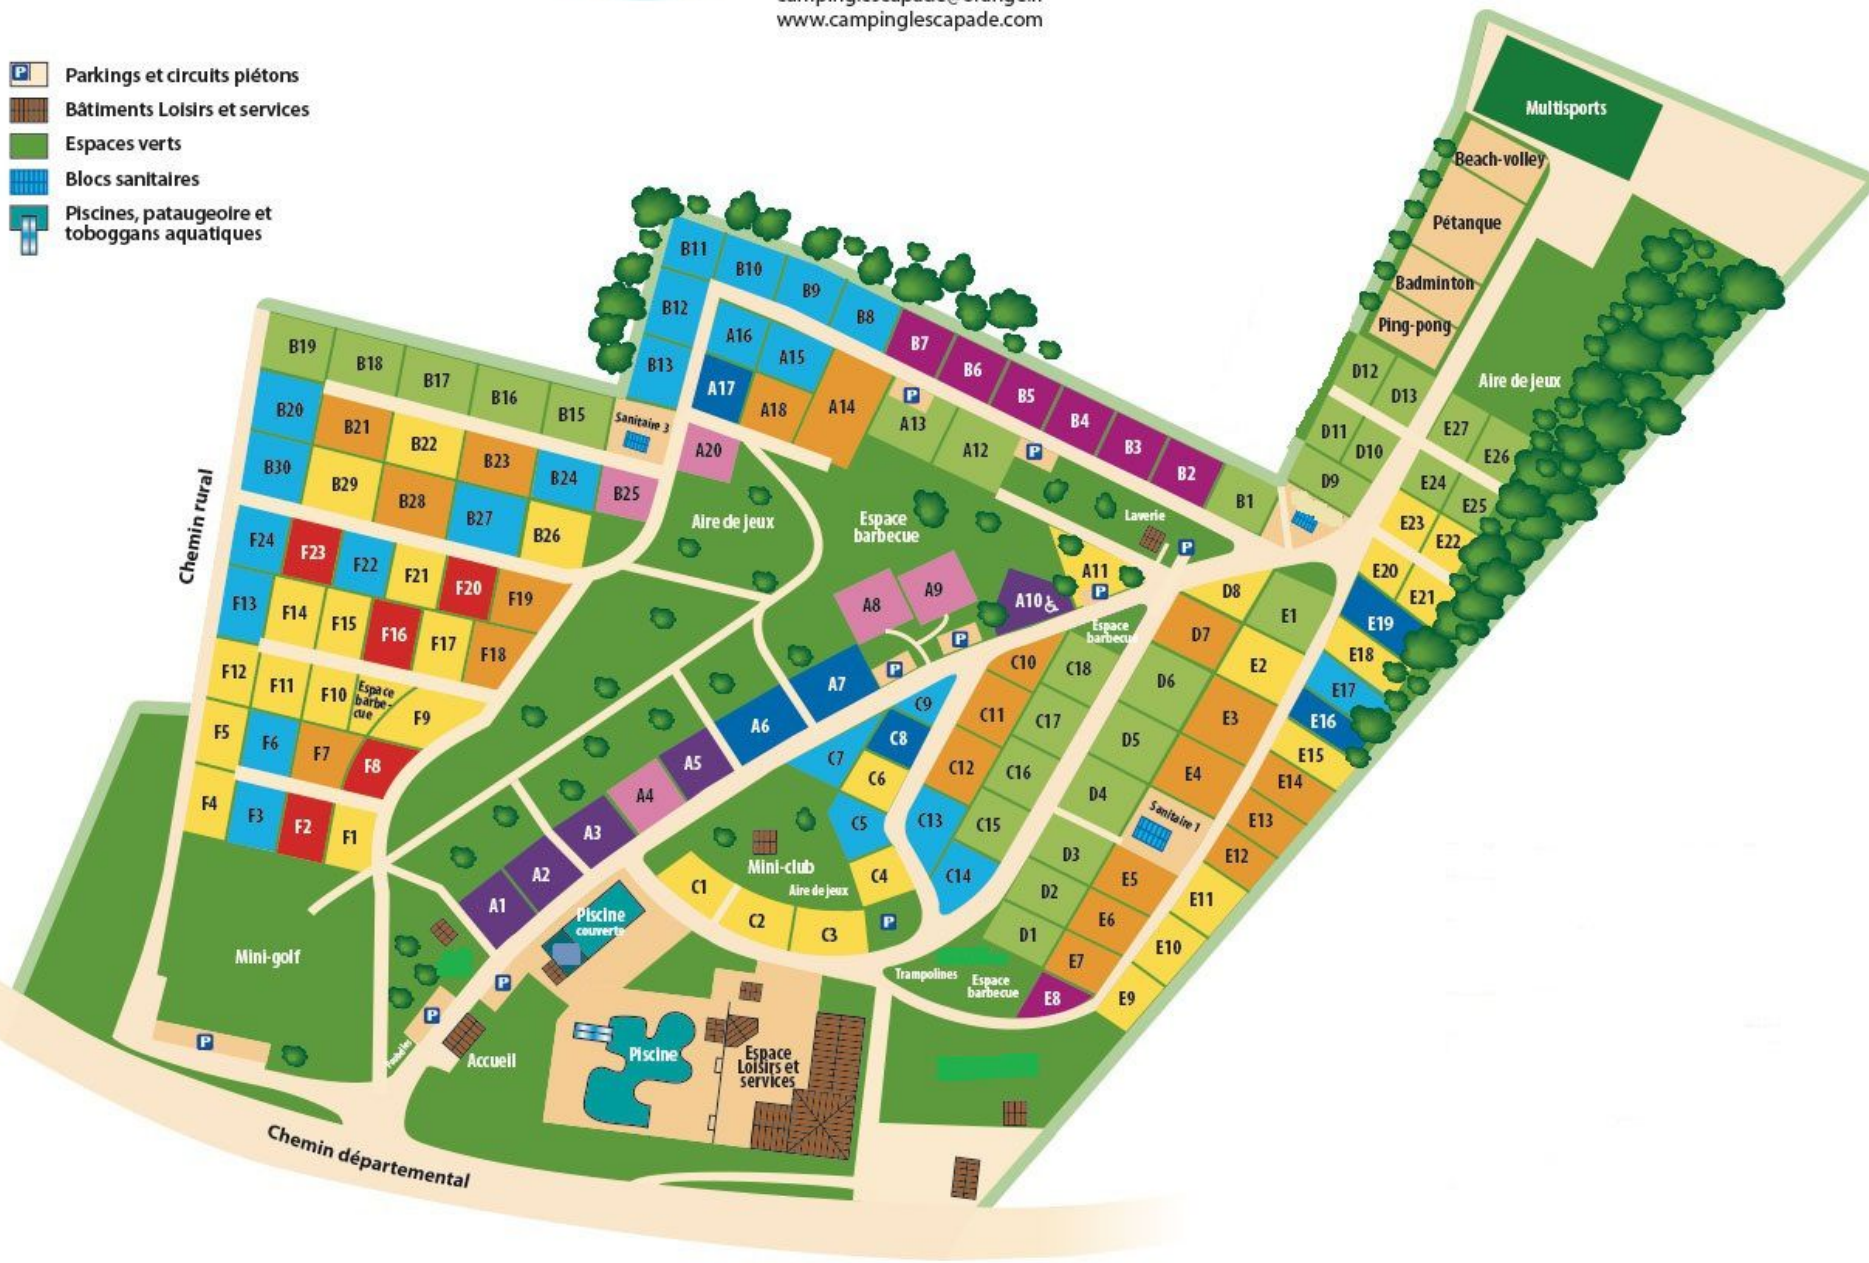 www.campinglescapade.com
P
Parkings et circuits piétons
Bâtiments Loisirs et services
Espaces verts
Blocs sanitaires
Piscines, pataugeoire et
toboggans aquatiques
Multisports
Beach-volley
Pétanque
Badminton
Ping-pong
Aire de jeux
B11
B10
B9
B8
B7
B6
B5
B4
B3
B2
B1
B12
B13
A16
A15
A17
A18
A14
A13
A12
P
P
A20
B19
B18
B17
B16
B15
Sanitaire 3
B20
B21
B22
B23
B24
B25
B30
B29
B28
B27
B26
Chemin rural
F24
F23
F22
F21
F20
F19
F13
F14
F15
F16
F17
F18
F12
F11
F10
Espace
barbe-
cue
F9
F5
F6
F7
F8
F4
F3
F2
F1
Aire de jeux
Espace
barbecue
Laverie
P
A11
P
A10
A9
A8
P
P
Espace
barbecue
A7
A6
A5
A4
A3
A2
A1
D12
D13
D11
D10
D9
E27
E26
E24
E25
E23
E22
E20
E21
E19
E18
E17
E16
E15
E14
E13
E12
E11
E10
E9
D8
E1
D7
E2
D6
E3
D5
E4
D4
Sanitaire 1
D3
E5
D2
E6
D1
E7
E8
C10
C18
C11
C17
C12
C16
C13
C15
C14
C9
C8
C7
C6
C5
C4
Mini-club
Aire de jeux
C1
C2
C3
P
Trampolines
Espace
barbecue
Piscine
couverte
P
P
Mini-golf
P
Accueil
Piscine
Espace
Loisirs et
services
Chemin départemental